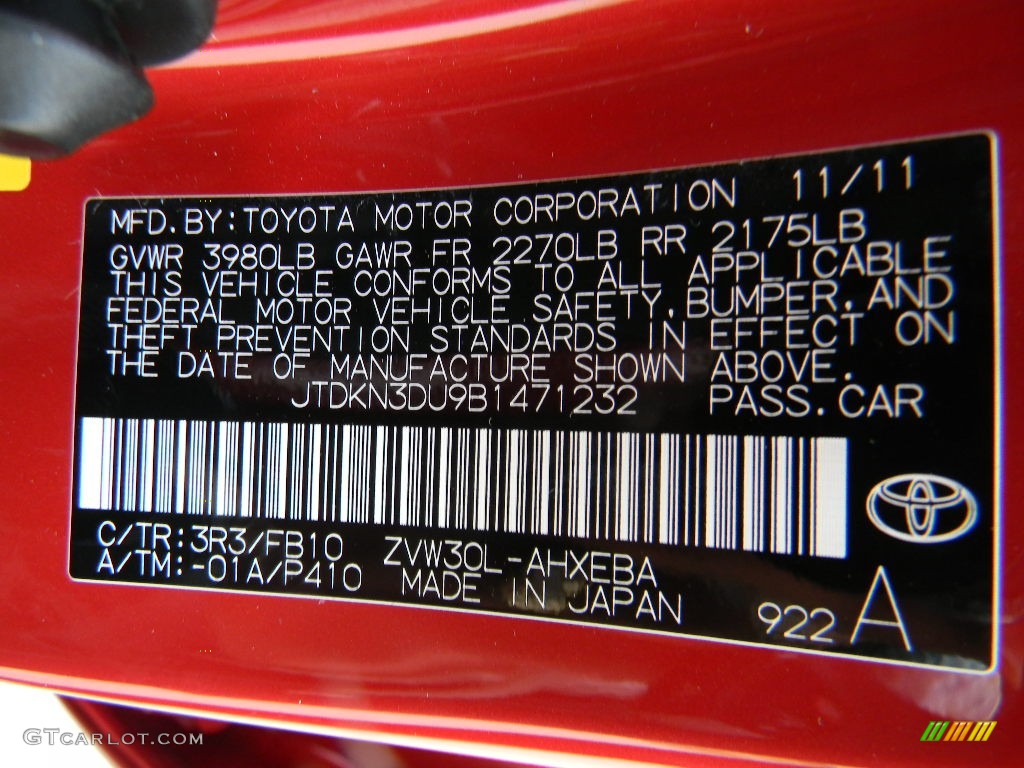 MFD. BY: TOYOTA MOTOR CORPORATION 11/11
GVWR 3980LB GAWR FR 2270LB RR 2175LB
THIS VEHICLE CONFORMS TO ALL APPLICABLE
FEDERAL MOTOR VEHICLE SAFETY, BUMPER, AND
THEFT PREVENTION STANDARDS IN EFFECT ON
THE DATE OF MANUFACTURE SHOWN ABOVE.
JTDKN3DU9B1471232 PASS. CAR
C/TR: 3R3/FB10 ZVW30L-AHXEBA
A/TM: -01A/P410 MADE IN JAPAN 922 A
GTCARLOT.COM